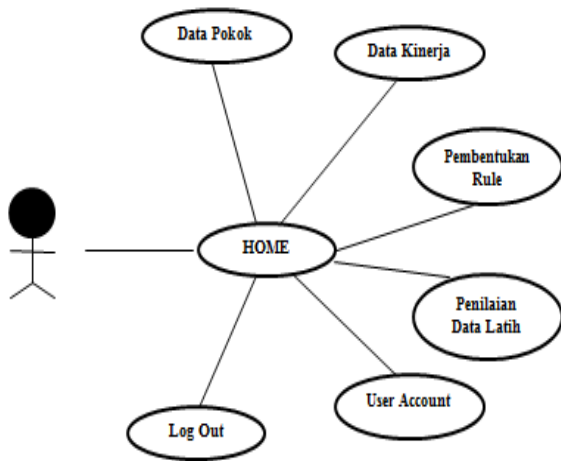 Data Pokok
Data Kinerja
Pembentukan
Rule
HOME
Penilaian
Data Latih
User Account
Log Out